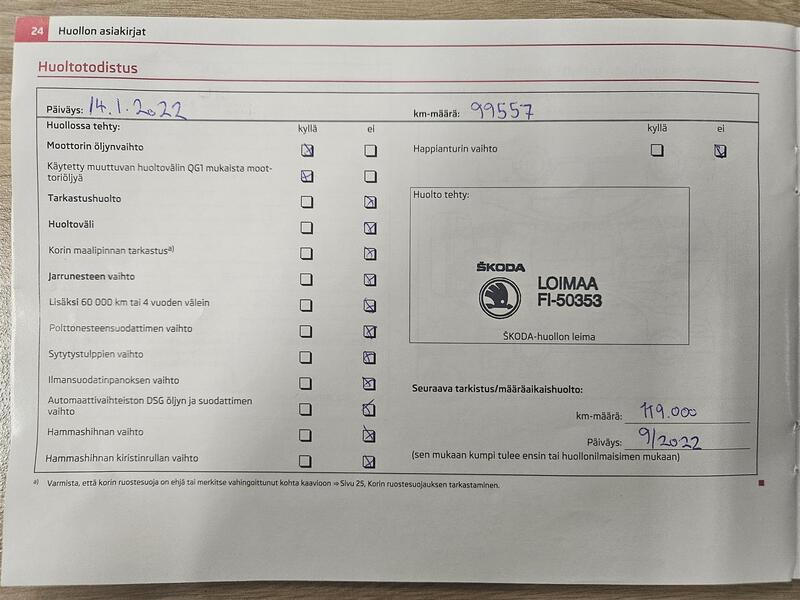 24 Huollon asiakirjat
Huoltotodistus
Päiväys: 14.1.2022 km-määrä: 99557
Huollossa tehty: kyllä ei kyllä ei
Moottorin öljynvaihto Happianturin vaihto
Käytetty muuttuvan huoltovälin QG1 mukaista moot-
toriöljyä
Tarkastushuolto
Huoltoväli
Korin maalipinnan tarkastus a)
Jarrunesteen vaihto
Lisäksi 60 000 km tai 4 vuoden välein
Polttonesteensuodattimen vaihto
Sytytystulppien vaihto
Ilmansuodatinpanoksen vaihto
Automaattivaihteiston DSG öljyn ja suodattimen
vaihto
Hammashihnan vaihto
Hammashihnan kiristinrullan vaihto
Huolto tehty:
ŠKODA
LOIMAA
FI-50353
ŠKODA-huollon leima
Seuraava tarkistus/määräaikaishuolto:
km-määrä: 119.000
Päiväys: 9/2022
(sen mukaan kumpi tulee ensin tai huollonilmaisimen mukaan)
a) Varmista, että korin ruostesuoja on ehjä tai merkitse vahingoittunut kohta kaavioon ⇒ Sivu 25, Korin ruostesuojauksen tarkastaminen.